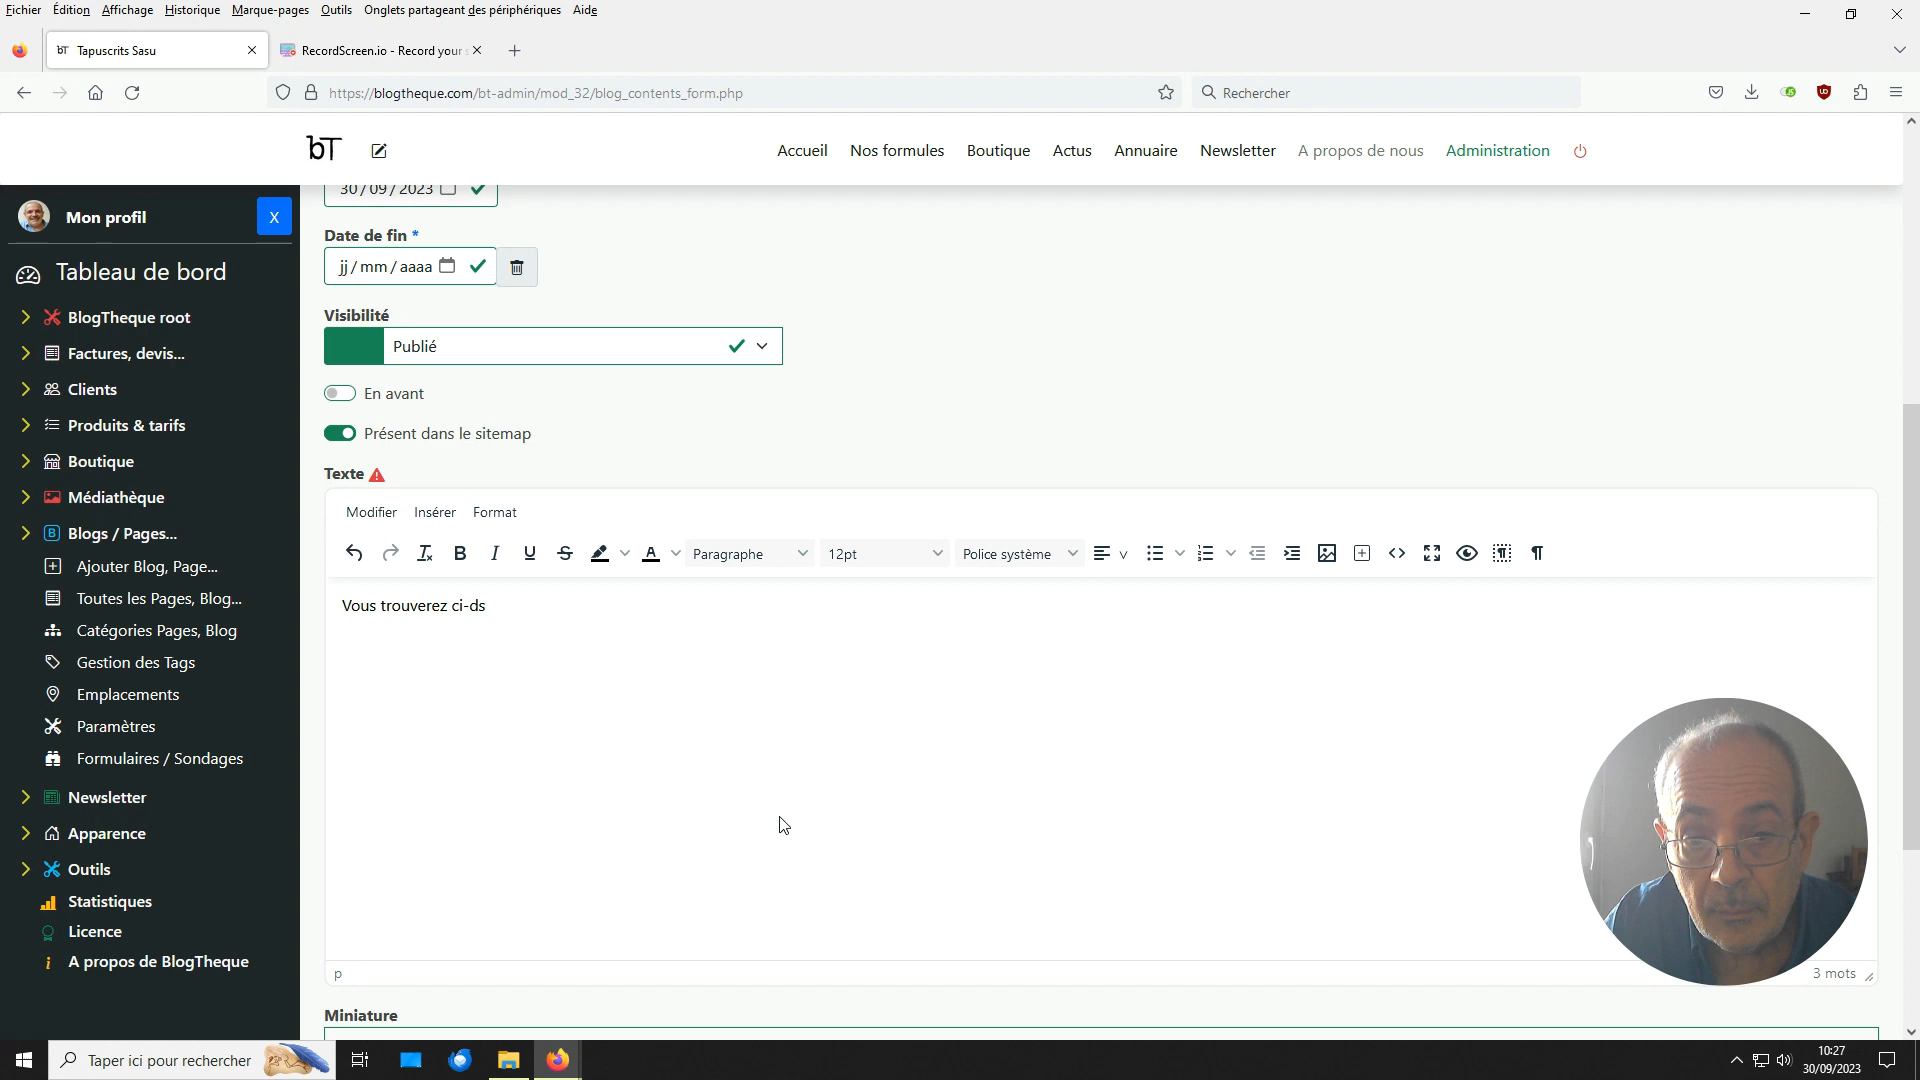 Fichier Édition Affichage Historique Marque-pages Outils Onglets partageant des périphériques Aide
bT Tapuscrits Sasu
RecordScreen.io - Record your s
https://blogtheque.com/bt-admin/mod_32/blog_contents_form.php
Rechercher
bT
Accueil Nos formules Boutique Actus Annuaire Newsletter A propos de nous Administration
Mon profil
X
Tableau de bord
BlogTheque root
Factures, devis...
Clients
Produits & tarifs
Boutique
Médiathèque
Blogs / Pages...
Ajouter Blog, Page...
Toutes les Pages, Blog...
Catégories Pages, Blog
Gestion des Tags
Emplacements
Paramètres
Formulaires / Sondages
Newsletter
Apparence
Outils
Statistiques
Licence
A propos de BlogTheque
30/09/2023
Date de fin *
jj/mm/aaaa
Visibilité
Publié
En avant
Présent dans le sitemap
Texte
Modifier Insérer Format
B I U S A Paragraphe 12pt Police système
Vous trouverez ci-ds
p
3 mots
Miniature
Taper ici pour rechercher
10:27
30/09/2023